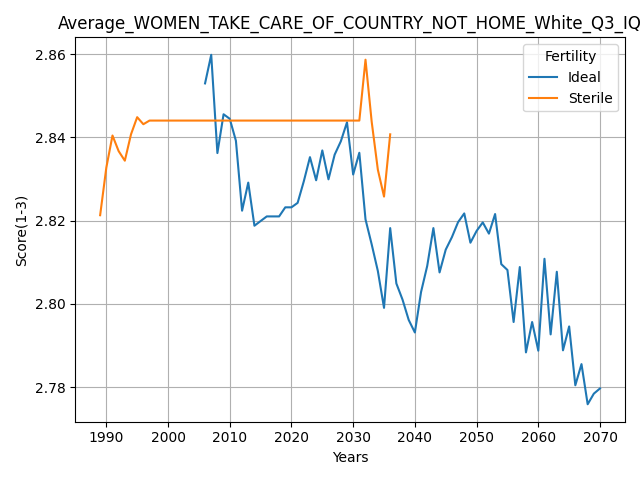 Average_WOMEN_TAKE_CARE_OF_COUNTRY_NOT_HOME_White_Q3_IQ
Fertility
Ideal
Sterile
Score(1-3)
2.86
2.84
2.82
2.80
2.78
1990 2000 2010 2020 2030 2040 2050 2060 2070
Years